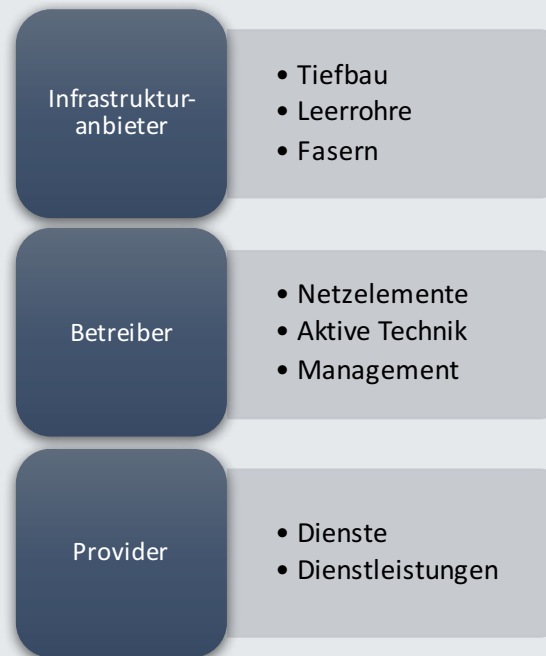 Infrastruktur-
anbieter
• Tiefbau
• Leerrohre
• Fasern
Betreiber
• Netzelemente
• Aktive Technik
• Management
Provider
• Dienste
• Dienstleistungen